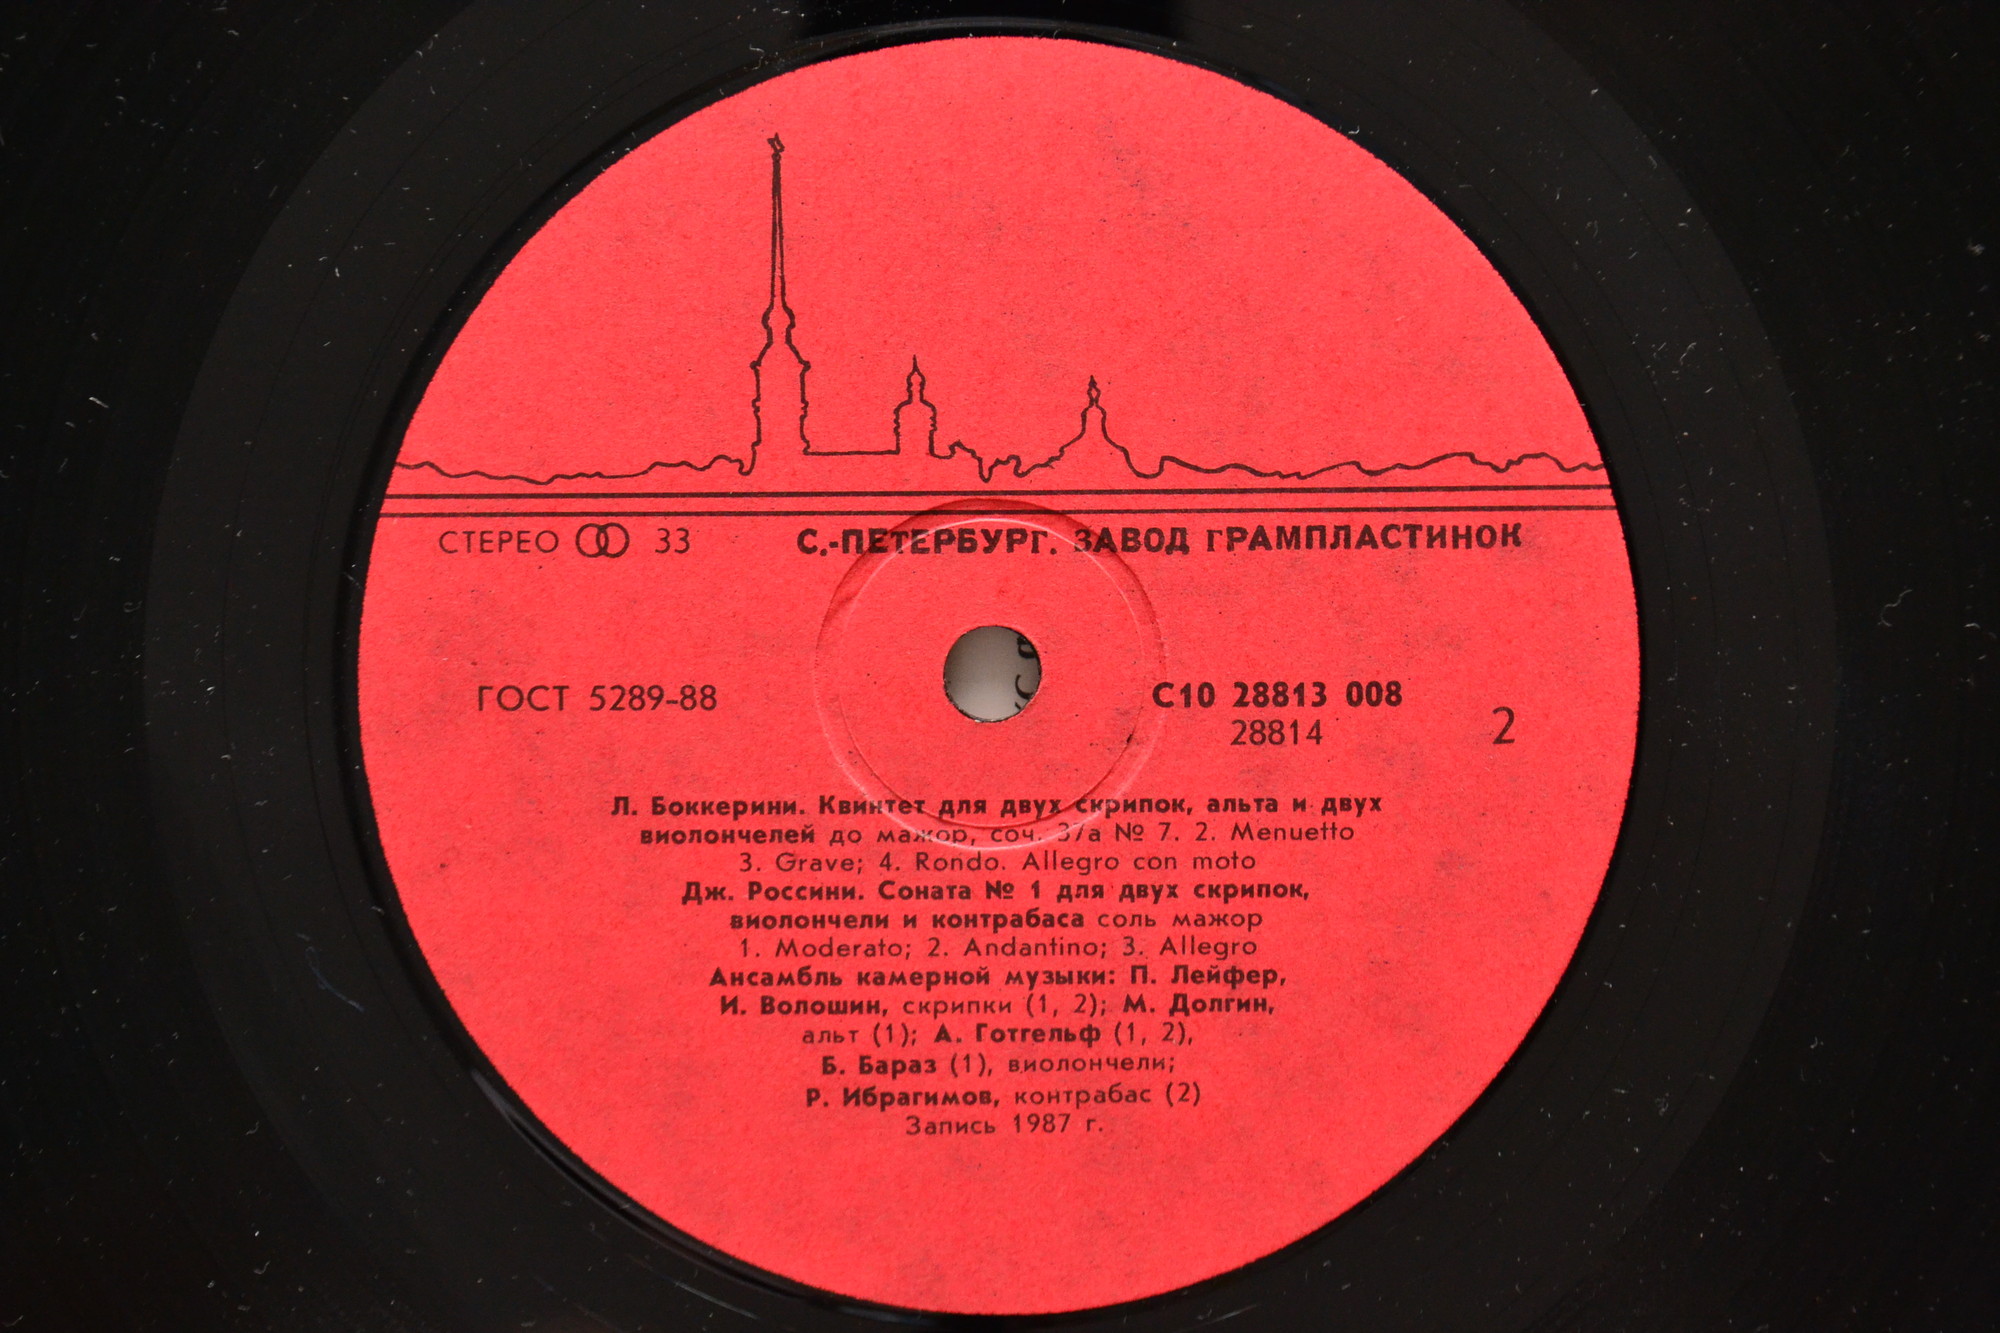 СТЕРЕО 33 С.-ПЕТЕРБУРГ. ЗАВОД ГРАМПЛАСТИНОК
ГОСТ 5289-88
С10 28813 008
28814
2
Л. Боккерини. Квинтет для двух скрипок, альта и двух
виолончелей до мажор, соч. 37а № 7. 2. Menuetto
3. Grave; 4. Rondo. Allegro con moto
Дж. Россини. Соната № 1 для двух скрипок,
виолончели и контрабаса соль мажор
1. Moderato; 2. Andantino; 3. Allegro
Ансамбль камерной музыки: П. Лейфер,
И. Волошин, скрипки (1, 2); М. Долгин,
альт (1); А. Готгельф (1, 2),
Б. Бараз (1), виолончели;
Р. Ибрагимов, контрабас (2)
Запись 1987 г.